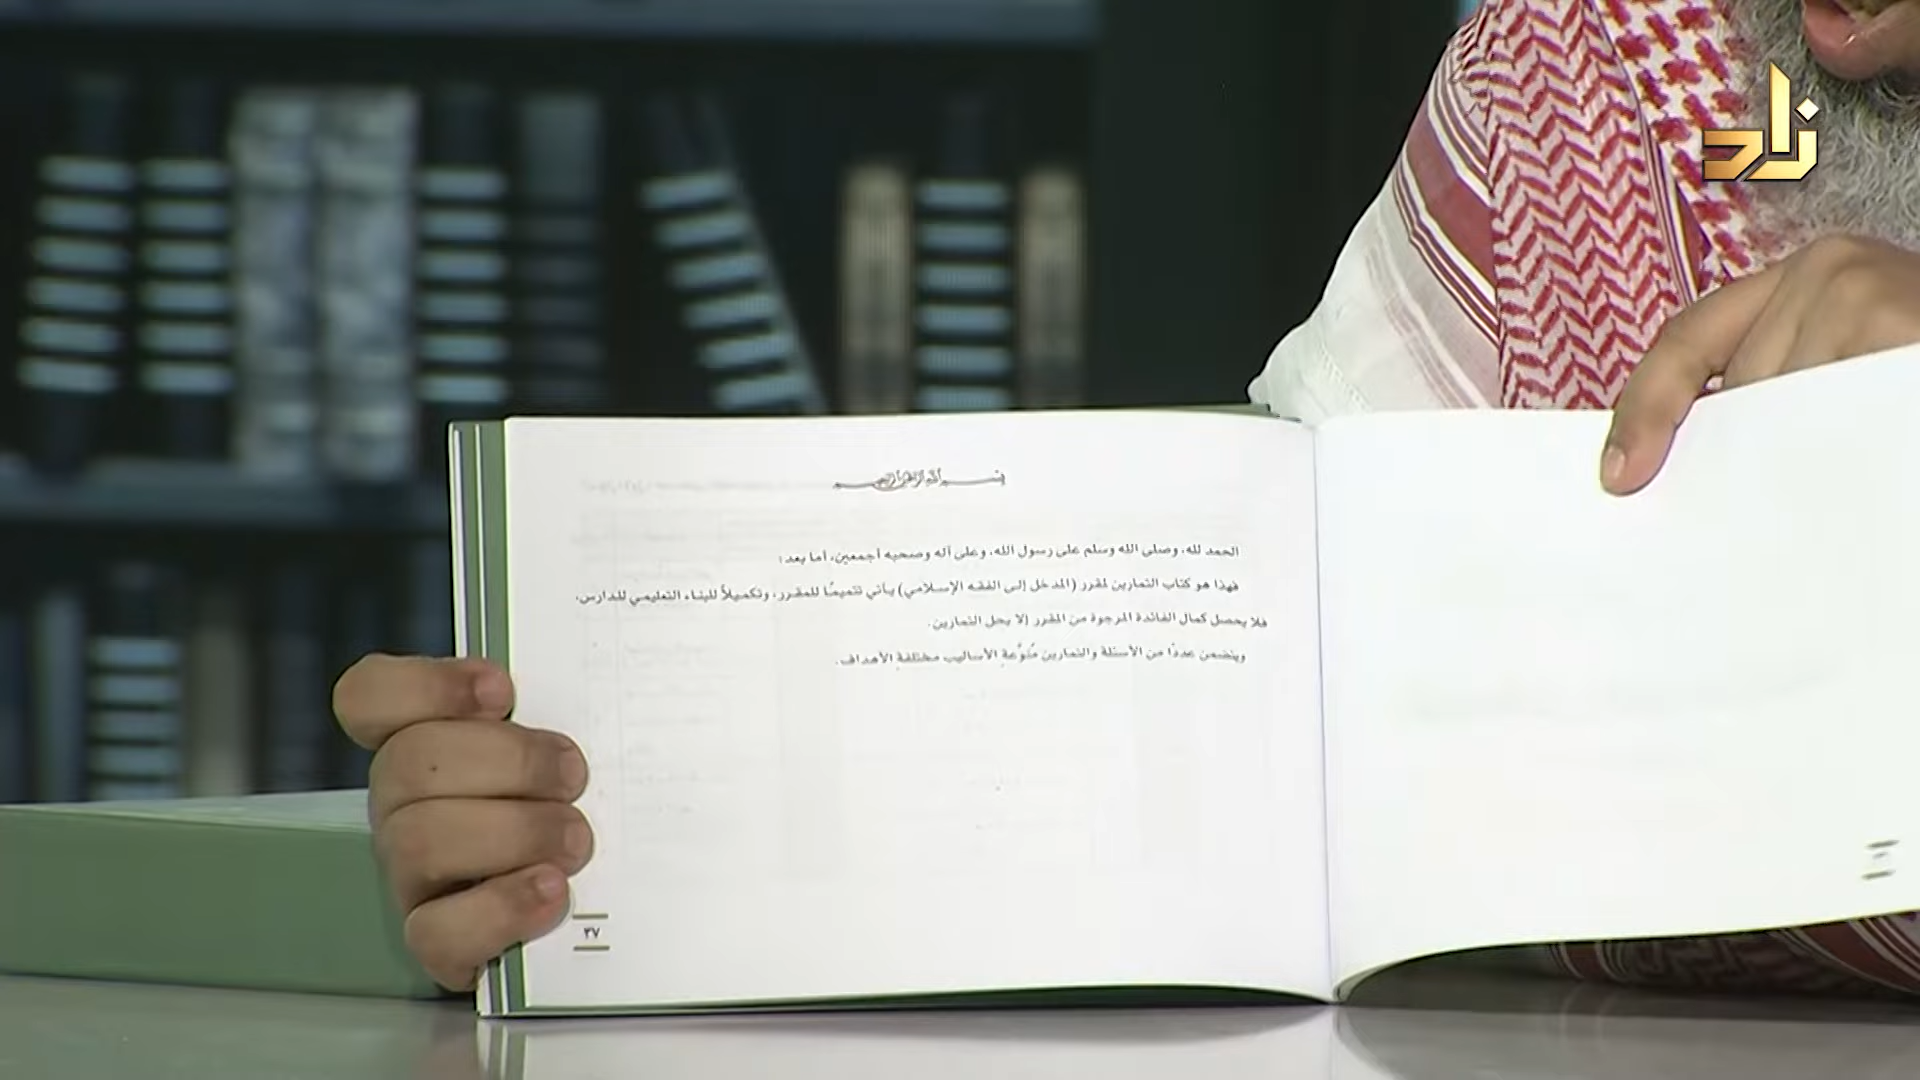 زاد
بسم الله الرحمن الرحيم
الحمد لله، وصلى الله وسلم على رسول الله، وعلى آله وصحبه أجمعين، أما بعد:
فهذا هو كتاب التمارين لمقرر (المدخل إلى الفقه الإسلامي) يأتي تتميمًا للمقرر، وتكميلاً للبناء التعليمي للدارس،
فلا يحصل كمال الفائدة المرجوة من المقرر إلا بحل التمارين.
ويتضمن عددًا من الأسئلة والتمارين مُنوَّعة الأساليب مختلفة الأهداف.
٣٧